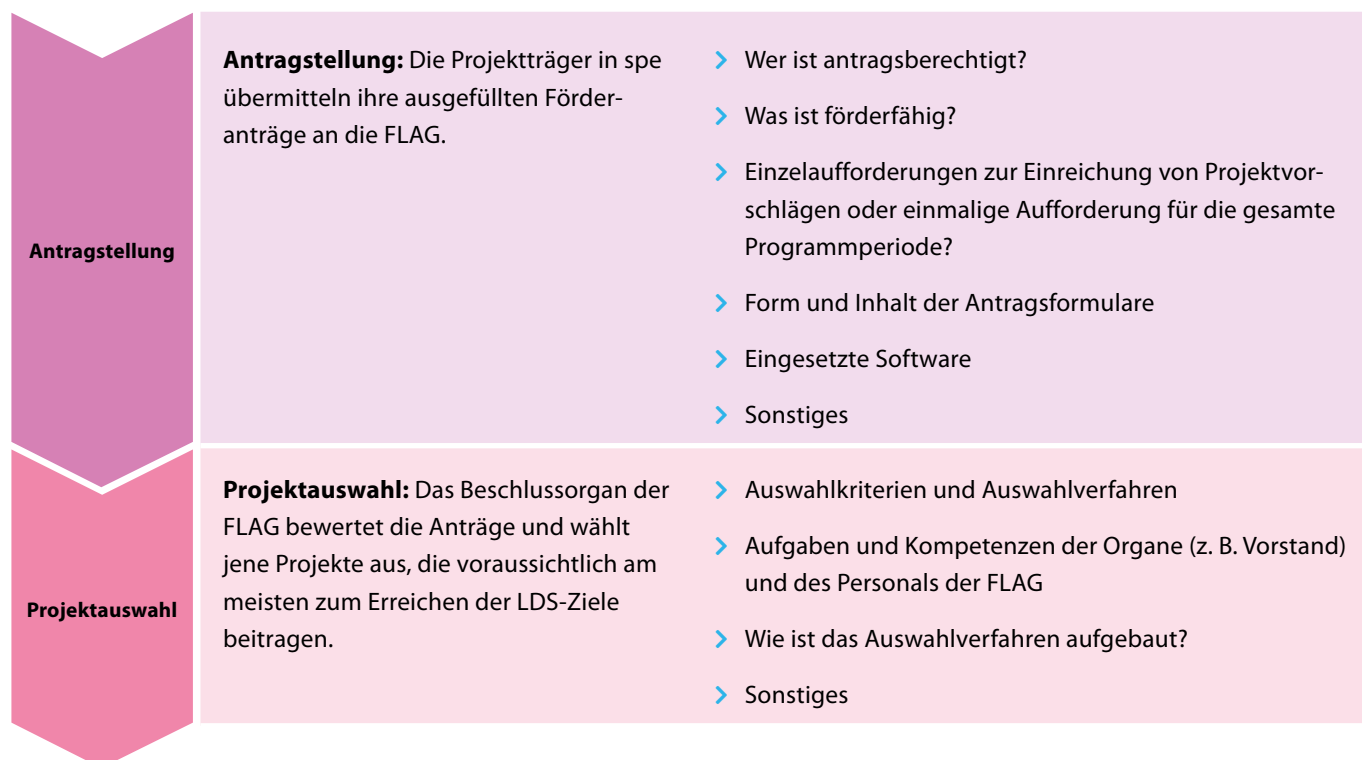 Antragstellung
Antragstellung: Die Projektträger in spe
übermitteln ihre ausgefüllten Förder-
anträge an die FLAG.
> Wer ist antragsberechtigt?
> Was ist förderfähig?
> Einzelaufforderungen zur Einreichung von Projektvor-
schlägen oder einmalige Aufforderung für die gesamte
Programmperiode?
> Form und Inhalt der Antragsformulare
> Eingesetzte Software
> Sonstiges
Projektauswahl
Projektauswahl: Das Beschlussorgan der
FLAG bewertet die Anträge und wählt
jene Projekte aus, die voraussichtlich am
meisten zum Erreichen der LDS-Ziele
beitragen.
> Auswahlkriterien und Auswahlverfahren
> Aufgaben und Kompetenzen der Organe (z. B. Vorstand)
und des Personals der FLAG
> Wie ist das Auswahlverfahren aufgebaut?
> Sonstiges